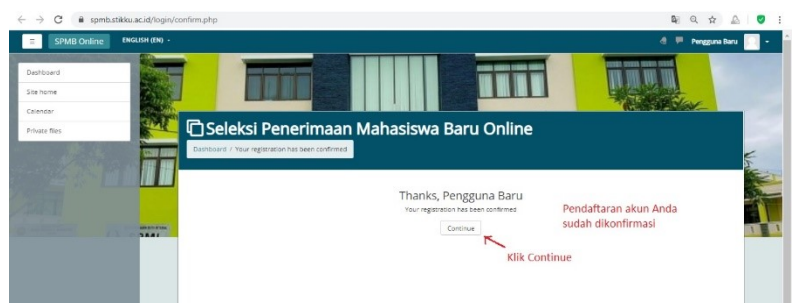 spmb.stikku.ac.id/login/confirm.php
SPMB Online ENGLISH (EN)
Pengguna Baru
Dashboard
Site home
Calendar
Private files
Seleksi Penerimaan Mahasiswa Baru Online
Dashboard / Your registration has been confirmed
Thanks, Pengguna Baru
Your registration has been confirmed
Continue
Pendaftaran akun Anda
sudah dikonfirmasi
Klik Continue